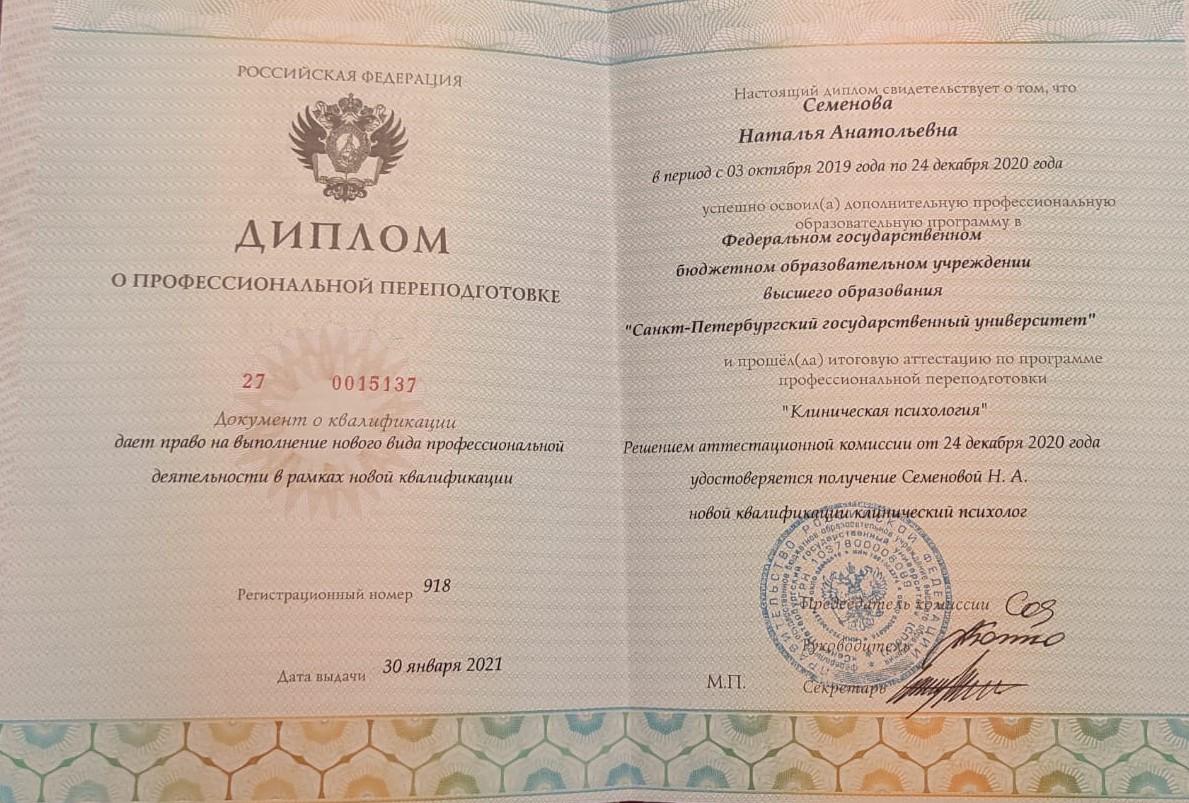 РОССИЙСКАЯ ФЕДЕРАЦИЯ
ДИПЛОМ
О ПРОФЕССИОНАЛЬНОЙ ПЕРЕПОДГОТОВКЕ
27 0015137
Документ о квалификации
дает право на выполнение нового вида профессиональной
деятельности в рамках новой квалификации
Регистрационный номер 918
Дата выдачи 30 января 2021
Настоящий диплом свидетельствует о том, что
Семенова
Наталья Анатольевна
в период с 03 октября 2019 года по 24 декабря 2020 года
успешно освоил(а) дополнительную профессиональную
образовательную программу в
Федеральном государственном
бюджетном образовательном учреждении
высшего образования
"Санкт-Петербургский государственный университет"
и прошёл(ла) итоговую аттестацию по программе
профессиональной переподготовки
"Клиническая психология"
Решением аттестационной комиссии от 24 декабря 2020 года
удостоверяется получение Семеновой Н. А.
новой квалификации клинический психолог
Председатель комиссии
Руководитель
М.П. Секретарь